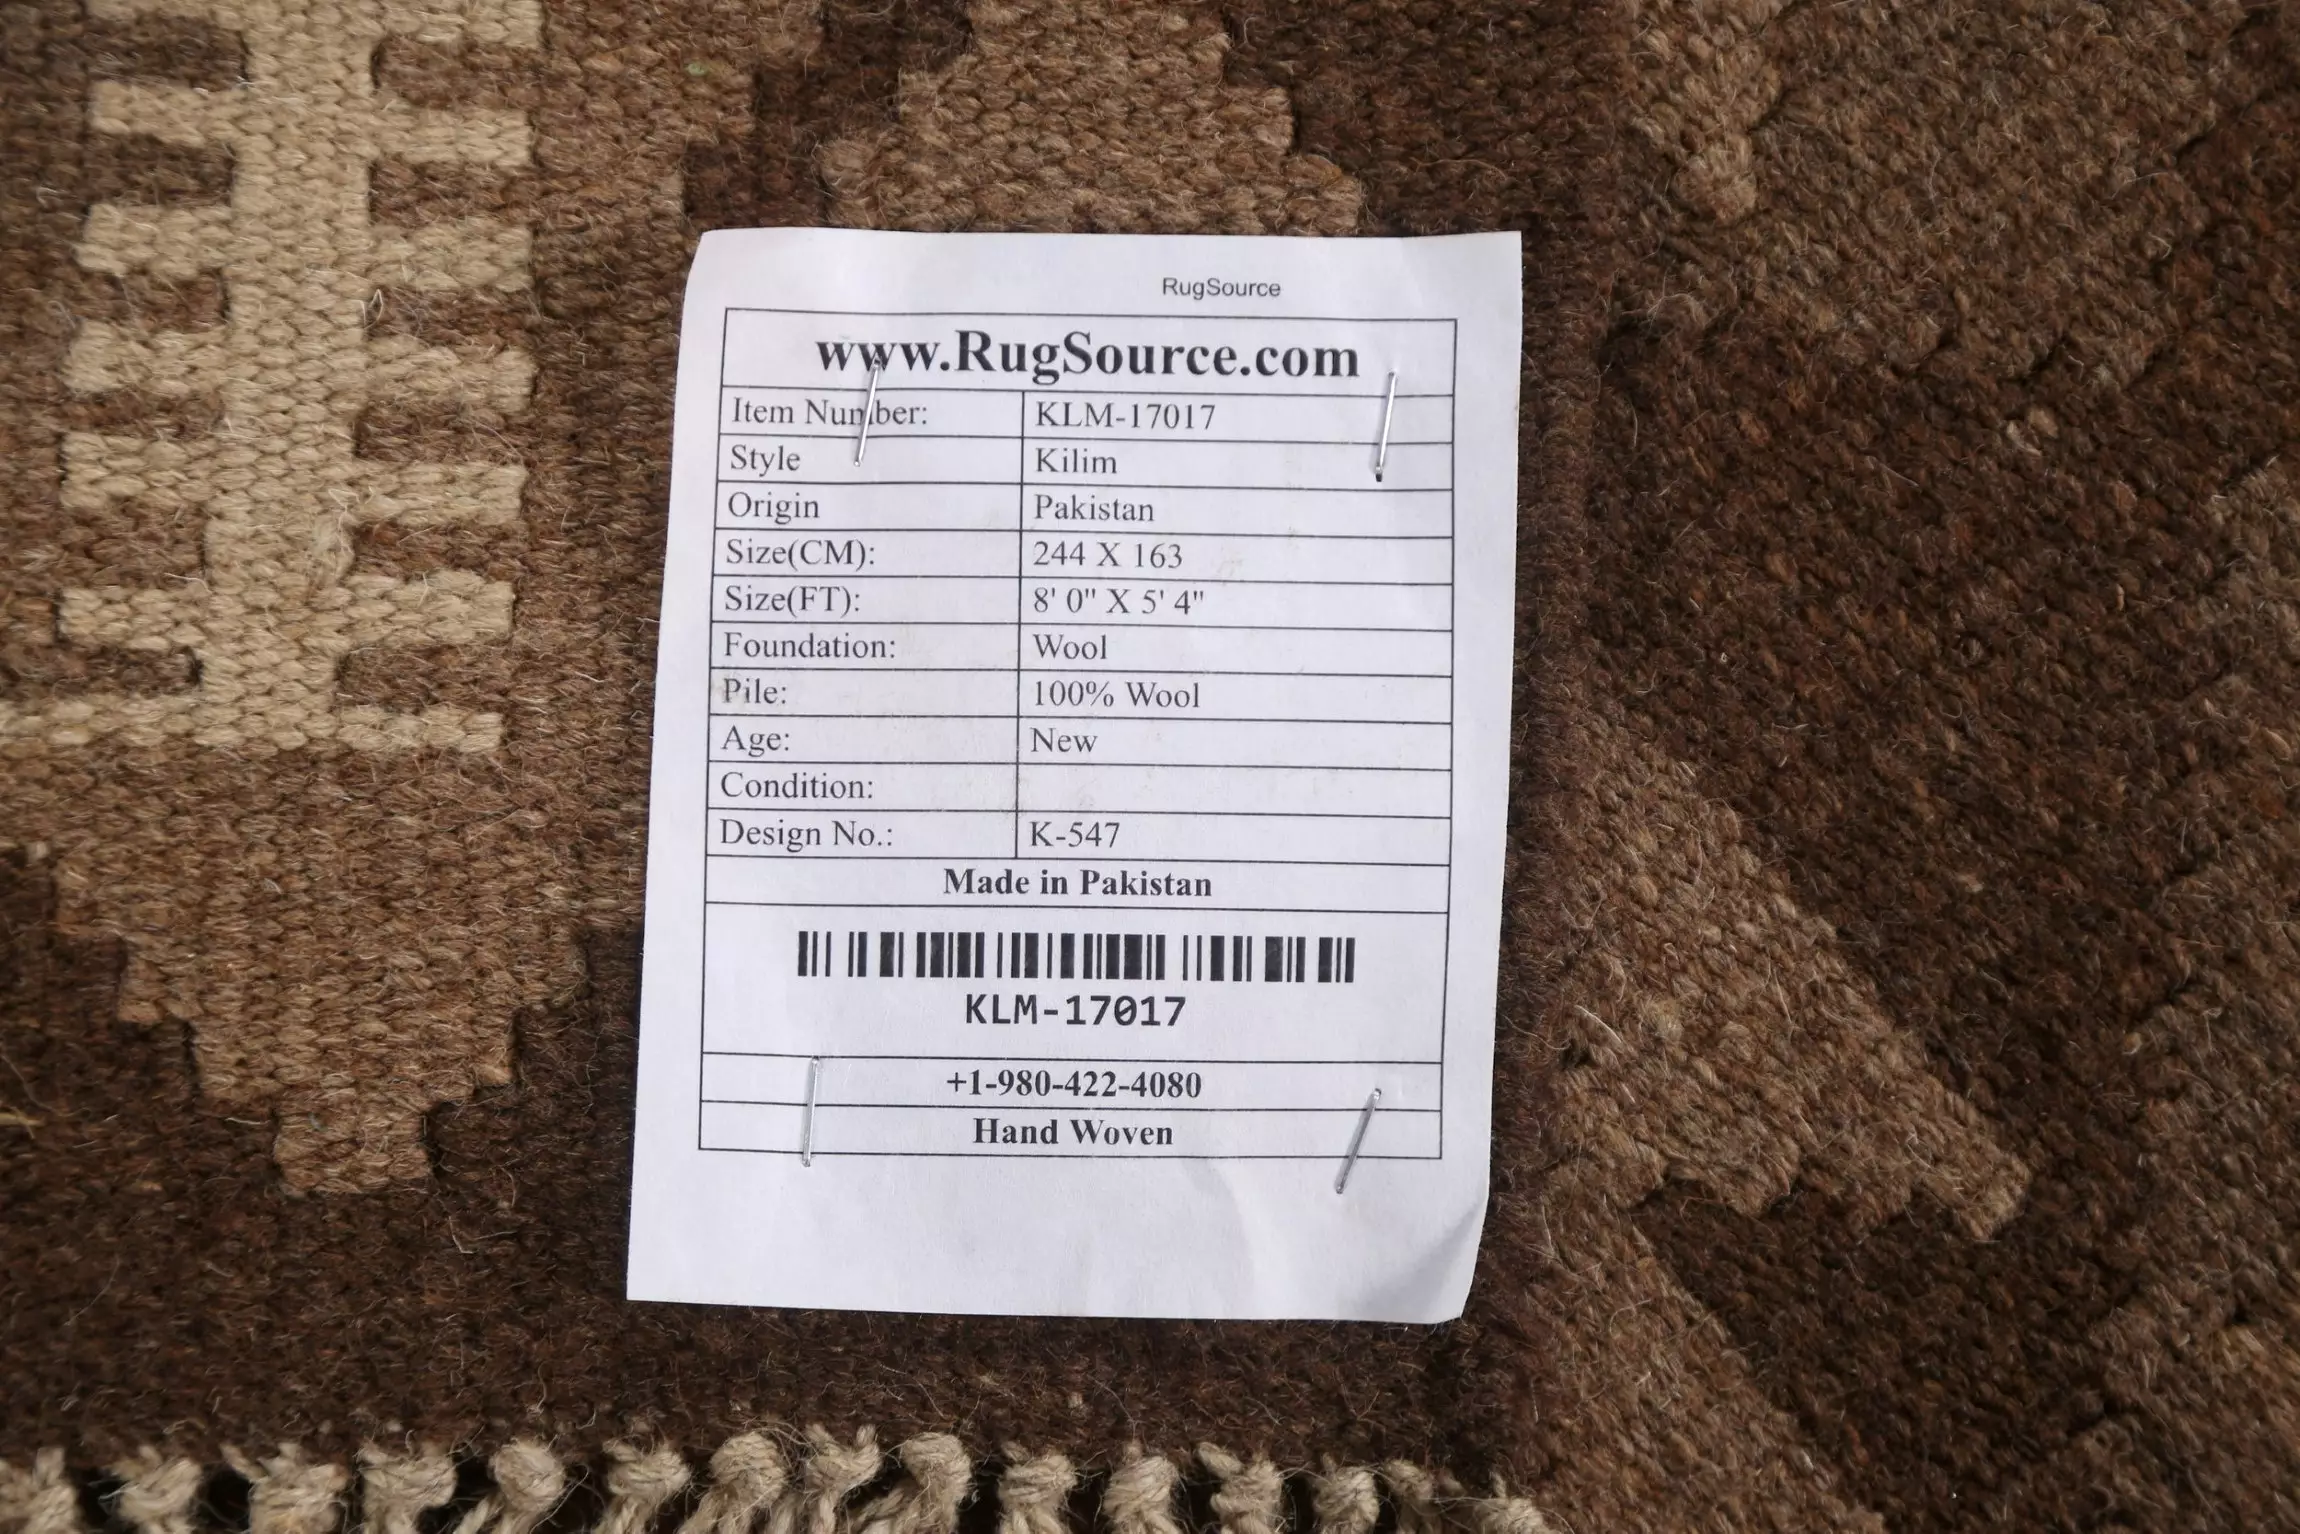 RugSource
www.RugSource.com
Item Number: KLM-17017
Style Kilim
Origin Pakistan
Size(CM): 244 X 163
Size(FT): 8' 0" X 5' 4"
Foundation: Wool
Pile: 100% Wool
Age: New
Condition:
Design No.: K-547
Made in Pakistan
KLM-17017
+1-980-422-4080
Hand Woven